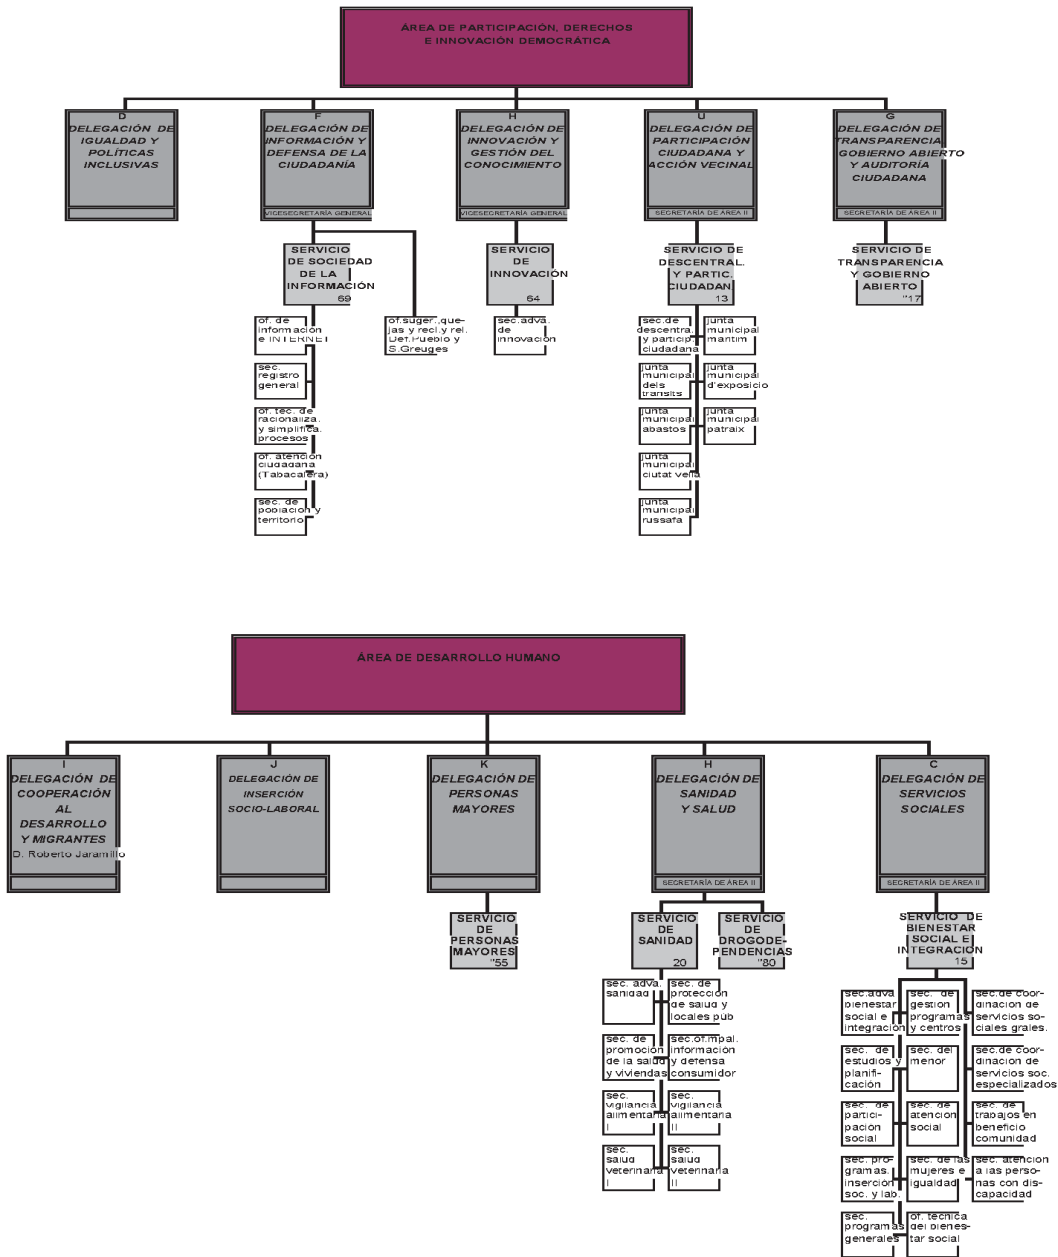 ÁREA DE PARTICIPACIÓN, DERECHOS
E INNOVACIÓN DEMOCRÁTICA
D
DELEGACIÓN DE
IGUALDAD Y
POLÍTICAS
INCLUSIVAS
F
DELEGACIÓN DE
INFORMACIÓN Y
DEFENSA DE LA
CIUDADANÍA
VICESECRETARÍA GENERAL
H
DELEGACIÓN DE
INNOVACIÓN Y
GESTIÓN DEL
CONOCIMIENTO
VICESECRETARÍA GENERAL
U
DELEGACIÓN DE
PARTICIPACIÓN
CIUDADANA Y
ACCIÓN VECINAL
SECRETARÍA DE ÁREA II
G
DELEGACIÓN DE
TRANSPARENCIA
GOBIERNO ABIERTO
Y AUDITORÍA
CIUDADANA
SECRETARÍA DE ÁREA II
SERVICIO
DE SOCIEDAD
DE LA
INFORMACIÓN
69
SERVICIO
DE
INNOVACIÓN
64
SERVICIO DE
DESCENTRAL.
Y PARTIC.
CIUDADAN
13
SERVICIO DE
TRANSPARENCIA
Y GOBIERNO
ABIERTO
"17
of. de
información
e INTERNET
of.suger.,que-
jas y recl.y rel.
Def.Pueblo y
S.Greuges
sec.adva.
de
innovación
sec.de
descentra.
y particip.
ciudadana
junta
municipal
marítim
sec.
registro
general
junta
municipal
dels
transits
junta
municipal
d'exposicio
of. tec. de
racionaliza.
y simplifica.
procesos
junta
municipal
abastos
junta
municipal
patraix
of. atención
ciudadana
(Tabacalera)
junta
municipal
ciutat vella
sec. de
población y
territorio
junta
municipal
russafa
ÁREA DE DESARROLLO HUMANO
I
DELEGACIÓN DE
COOPERACIÓN
AL
DESARROLLO
Y MIGRANTES
D. Roberto Jaramillo
J
DELEGACIÓN DE
INSERCIÓN
SOCIO-LABORAL
K
DELEGACIÓN DE
PERSONAS
MAYORES
H
DELEGACIÓN DE
SANIDAD
Y SALUD
SECRETARÍA DE ÁREA II
C
DELEGACIÓN DE
SERVICIOS
SOCIALES
SECRETARÍA DE ÁREA II
SERVICIO
DE
PERSONAS
MAYORES
"55
SERVICIO
DE
SANIDAD
20
SERVICIO
DE
DROGODE-
PENDENCIAS
"80
SERVICIO DE
BIENESTAR
SOCIAL E
INTEGRACIÓN
15
sec. adva.
sanidad
sec. de
protección
de salud y
locales púb
sec. de
promoción
de la salud
y viviendas
sec.of.mpal.
información
y defensa
consumidor
sec.
vigilancia
alimentaria
I
sec.
vigilancia
alimentaria
II
sec.
salud
veterinaria
I
sec.
salud
veterinaria
II
sec.adva
bienestar
social e
integración
sec. de
gestión
programas
y centros
sec.de coor-
dinación de
servicios so-
ciales grales.
sec. de
estudios y
planifi-
cación
sec. del
menor
sec.de coor-
dinación de
servicios soc.
especializados
sec. de
partici-
pación
social
sec. de
atención
social
sec. de
trabajos en
beneficio
comunidad
sec. pro-
gramas.
inserción
soc. y lab.
sec. de las
mujeres e
igualdad
sec. atención
a las perso-
nas con dis-
capacidad
sec.
programas
generales
of. técnica
del bienes-
tar social